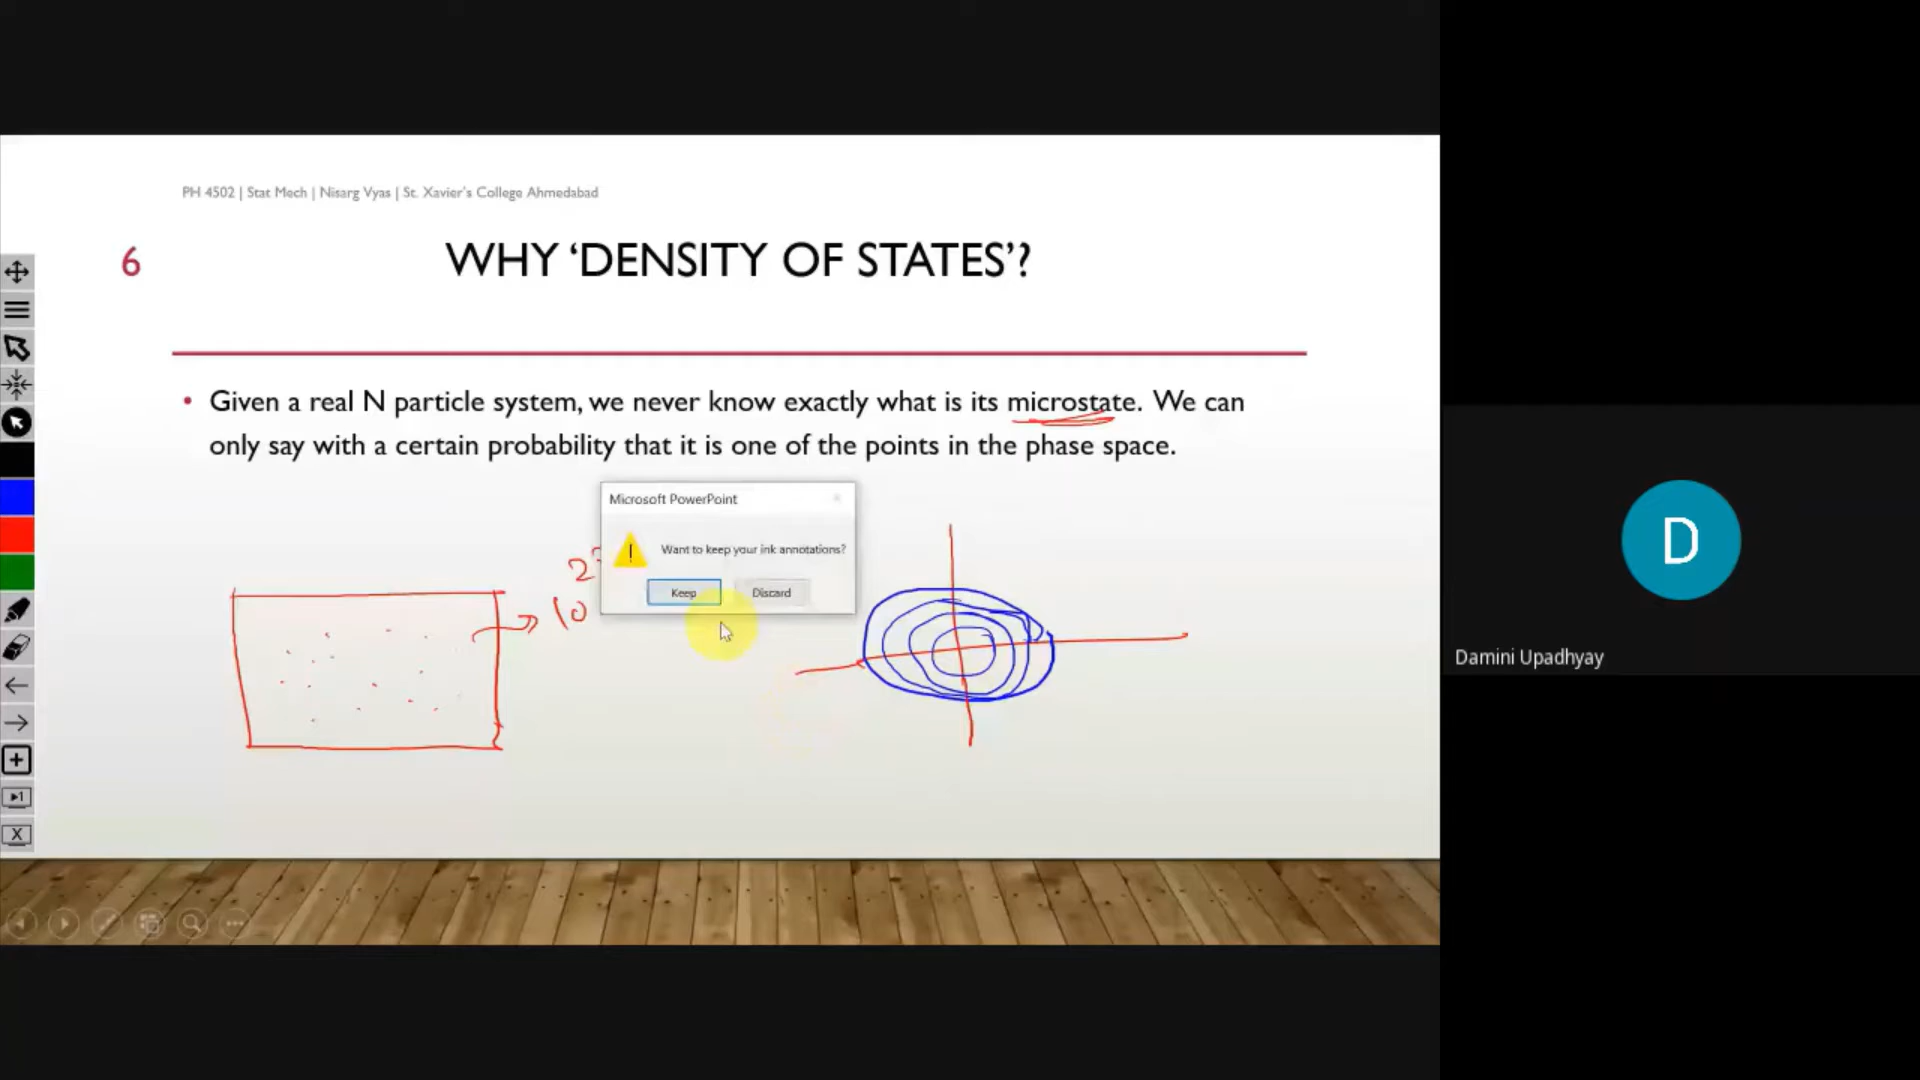 PH 4502 | Stat Mech | Nisarg Vyas | St. Xavier's College Ahmedabad
6
WHY ‘DENSITY OF STATES’?
• Given a real N particle system, we never know exactly what is its microstate. We can
only say with a certain probability that it is one of the points in the phase space.
Microsoft PowerPoint
Want to keep your ink annotations?
Keep
Discard
2
10
D
Damini Upadhyay